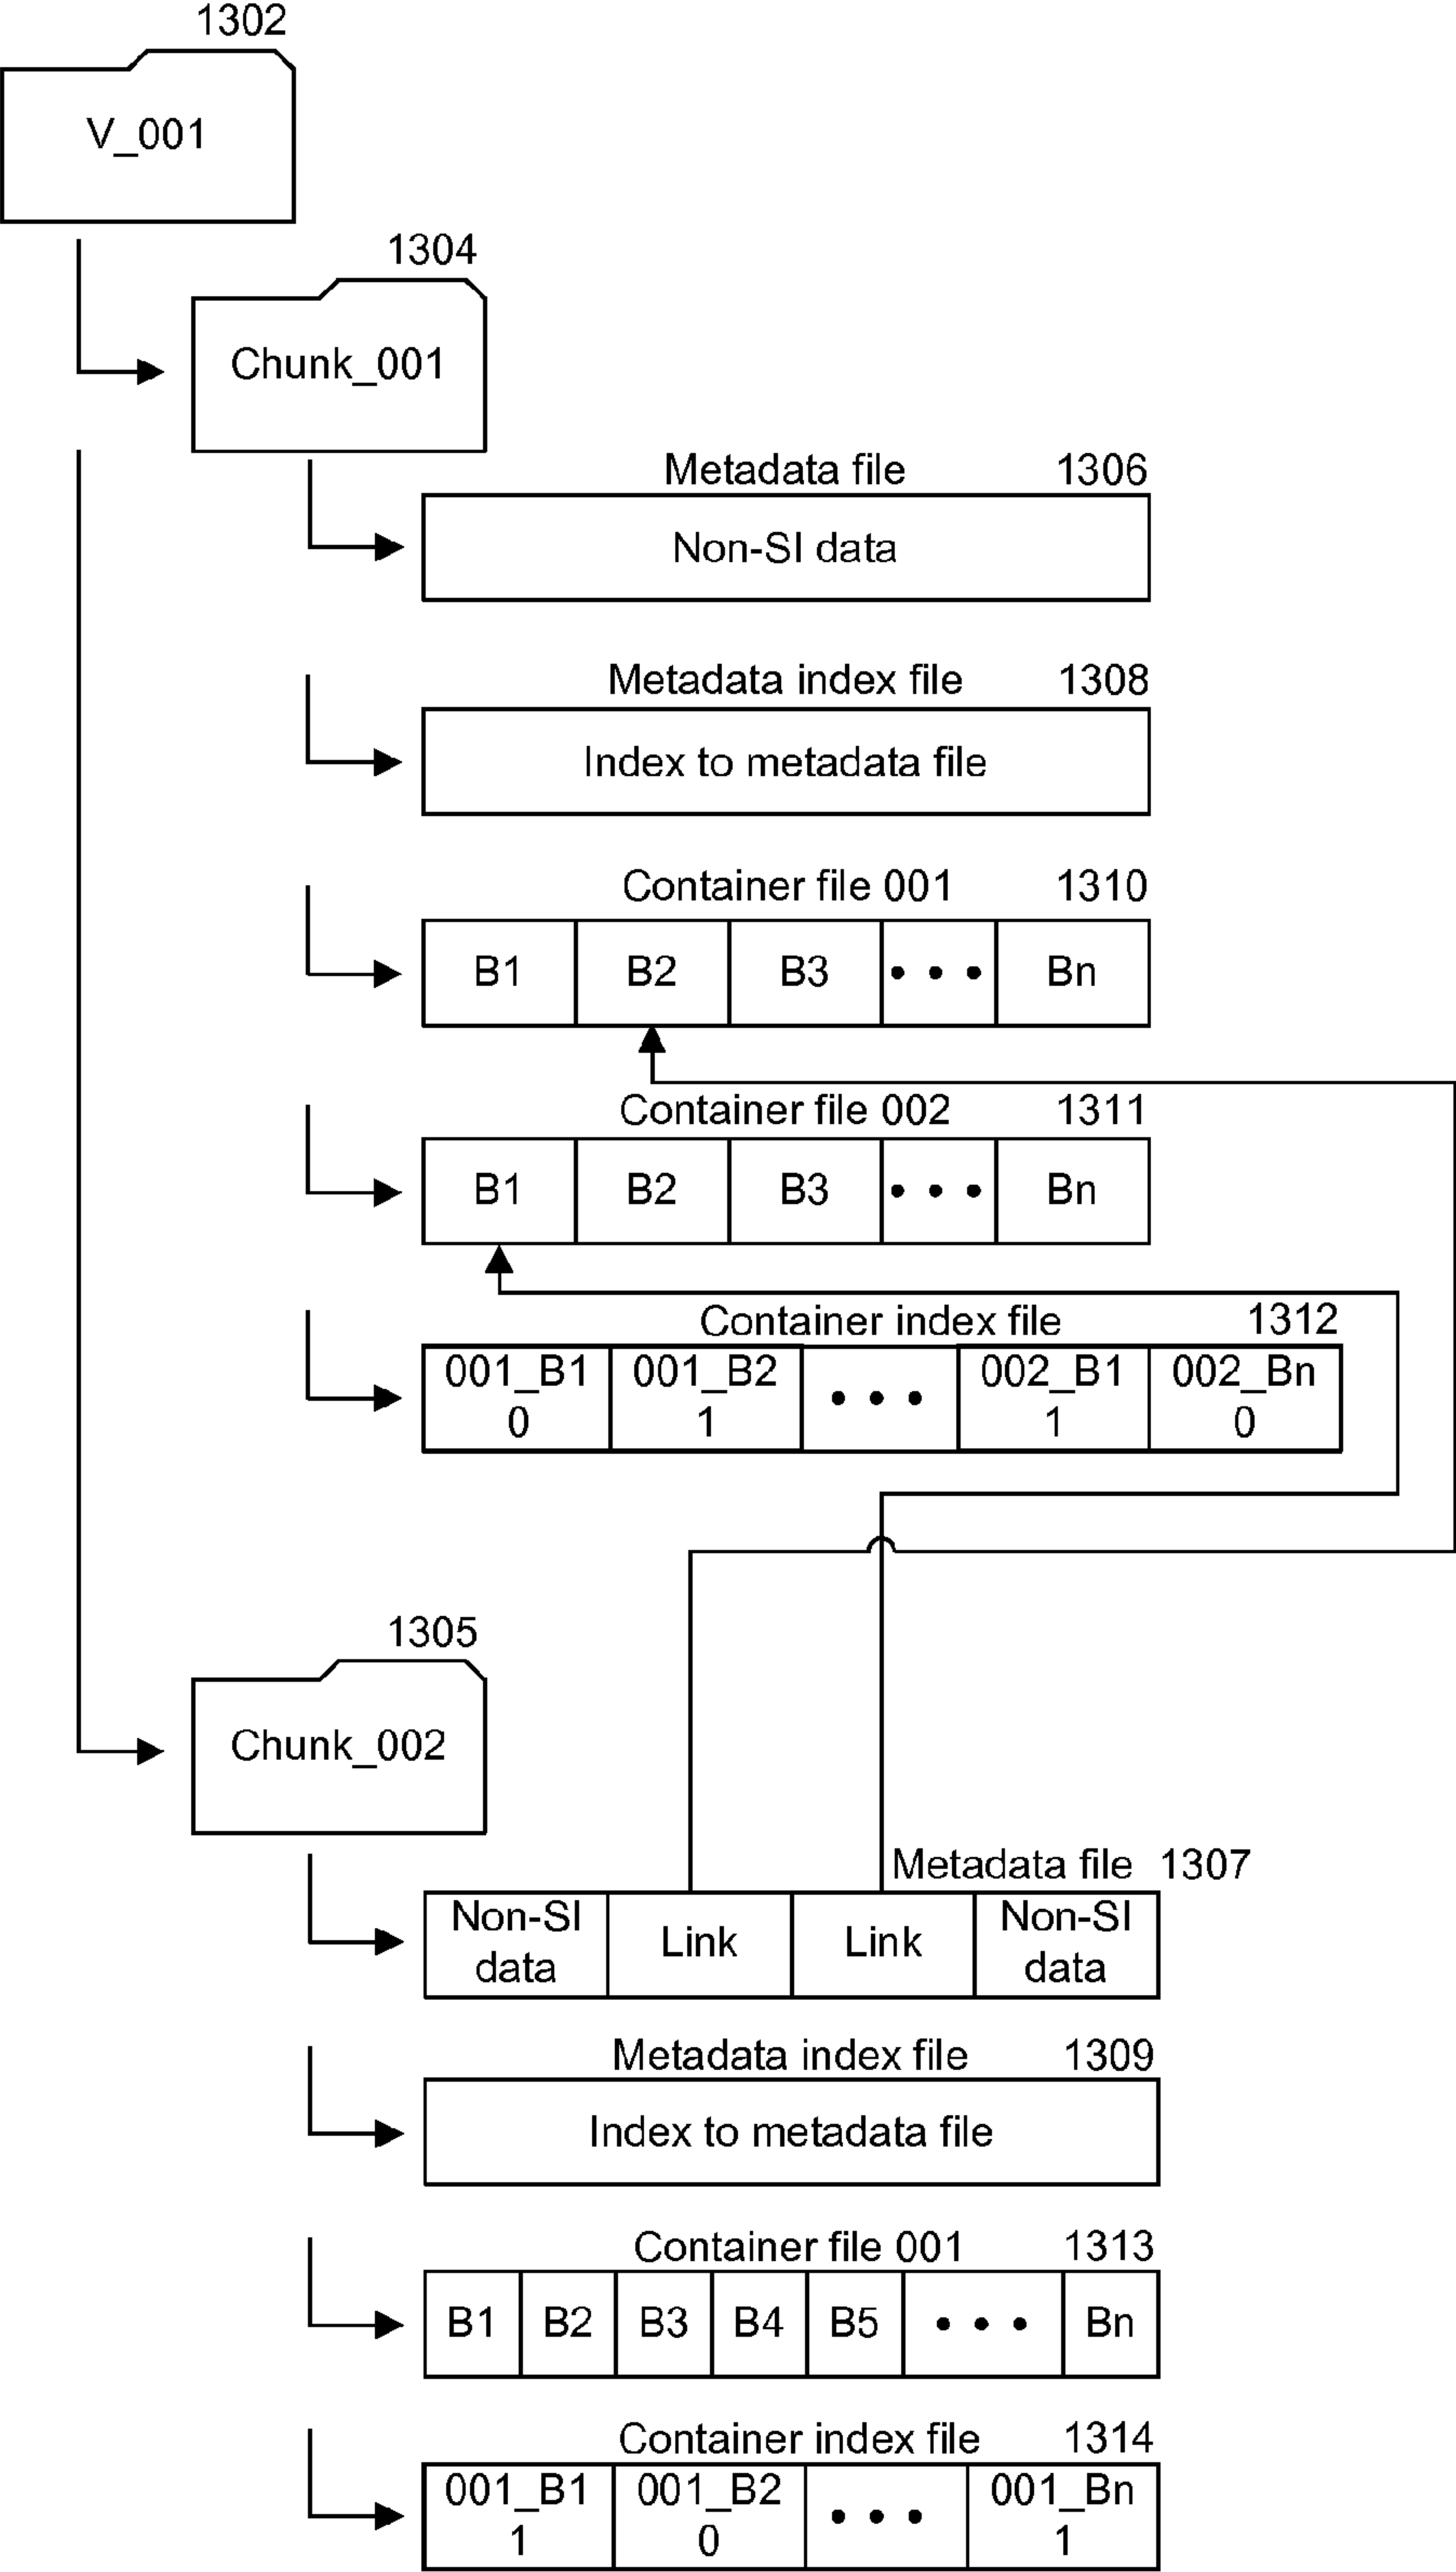 1302
V_001
1304
Chunk_001
Metadata file 1306
Non-SI data
Metadata index file 1308
Index to metadata file
Container file 001 1310
B1 B2 B3 • • • Bn
Container file 002 1311
B1 B2 B3 • • • Bn
Container index file 1312
001_B1 001_B2 • • • 002_B1 002_Bn
0 1 1 0
1305
Chunk_002
Metadata file 1307
Non-SI Link Link Non-SI
data data
Metadata index file 1309
Index to metadata file
Container file 001 1313
B1 B2 B3 B4 B5 • • • Bn
Container index file 1314
001_B1 001_B2 • • • 001_Bn
1 0 1